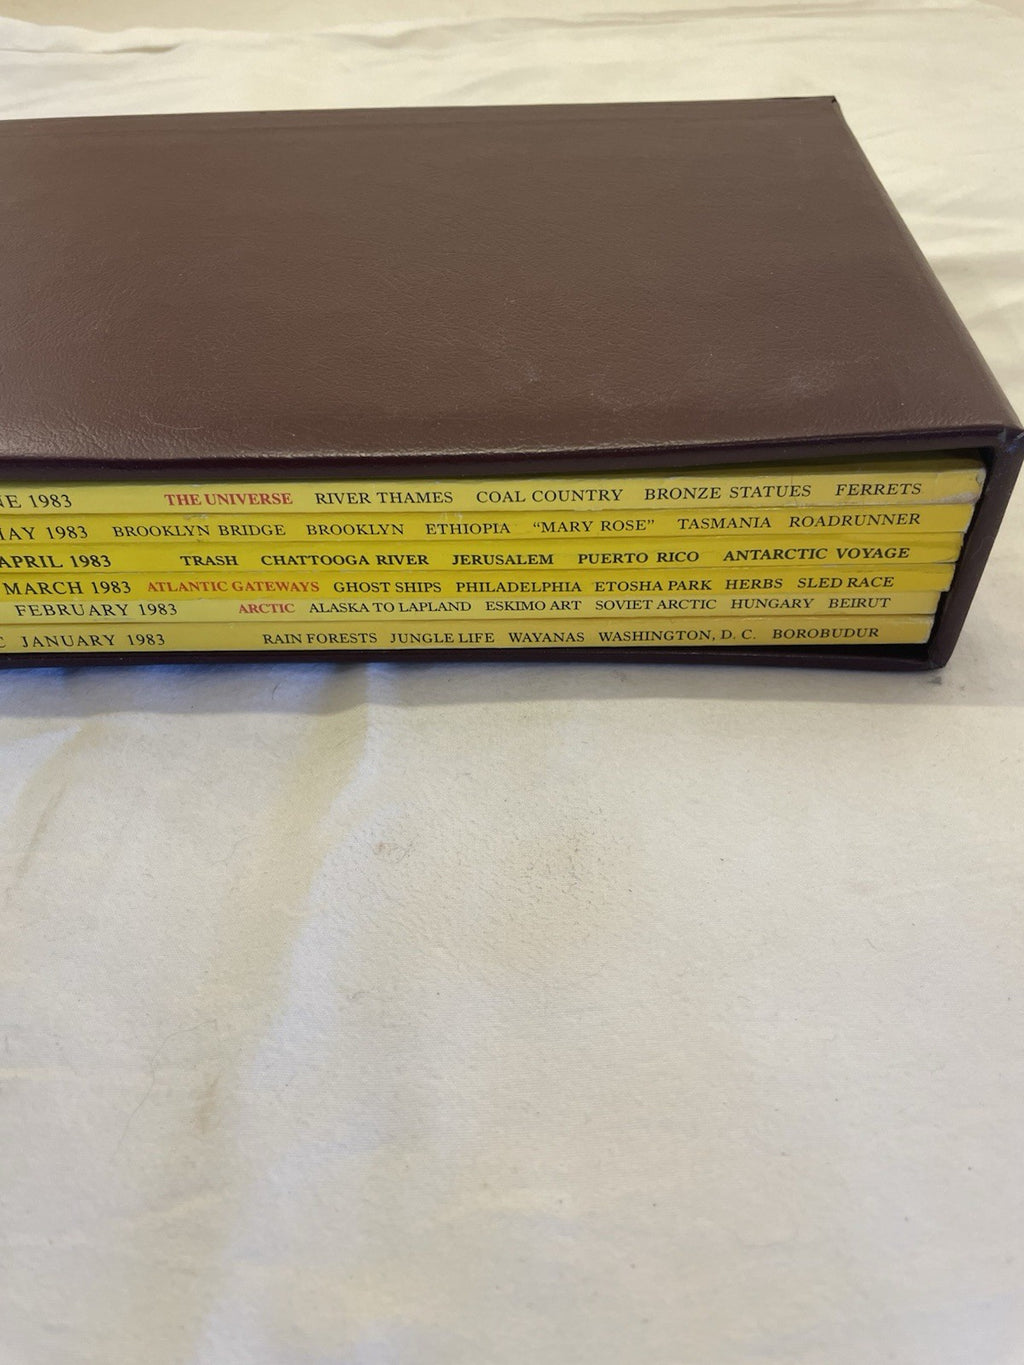 NE 1983 THE UNIVERSE RIVER THAMES COAL COUNTRY BRONZE STATUES FERRETS
MAY 1983 BROOKLYN BRIDGE BROOKLYN ETHIOPIA “MARY ROSE” TASMANIA ROADRUNNER
APRIL 1983 TRASH CHATTOOGA RIVER JERUSALEM PUERTO RICO ANTARCTIC VOYAGE
MARCH 1983 ATLANTIC GATEWAYS GHOST SHIPS PHILADELPHIA ETOSHA PARK HERBS SLED RACE
FEBRUARY 1983 ARCTIC ALASKA TO LAPLAND ESKIMO ART SOVIET ARCTIC HUNGARY BEIRUT
C JANUARY 1983 RAIN FORESTS JUNGLE LIFE WAYANAS WASHINGTON, D. C. BOROBUDUR